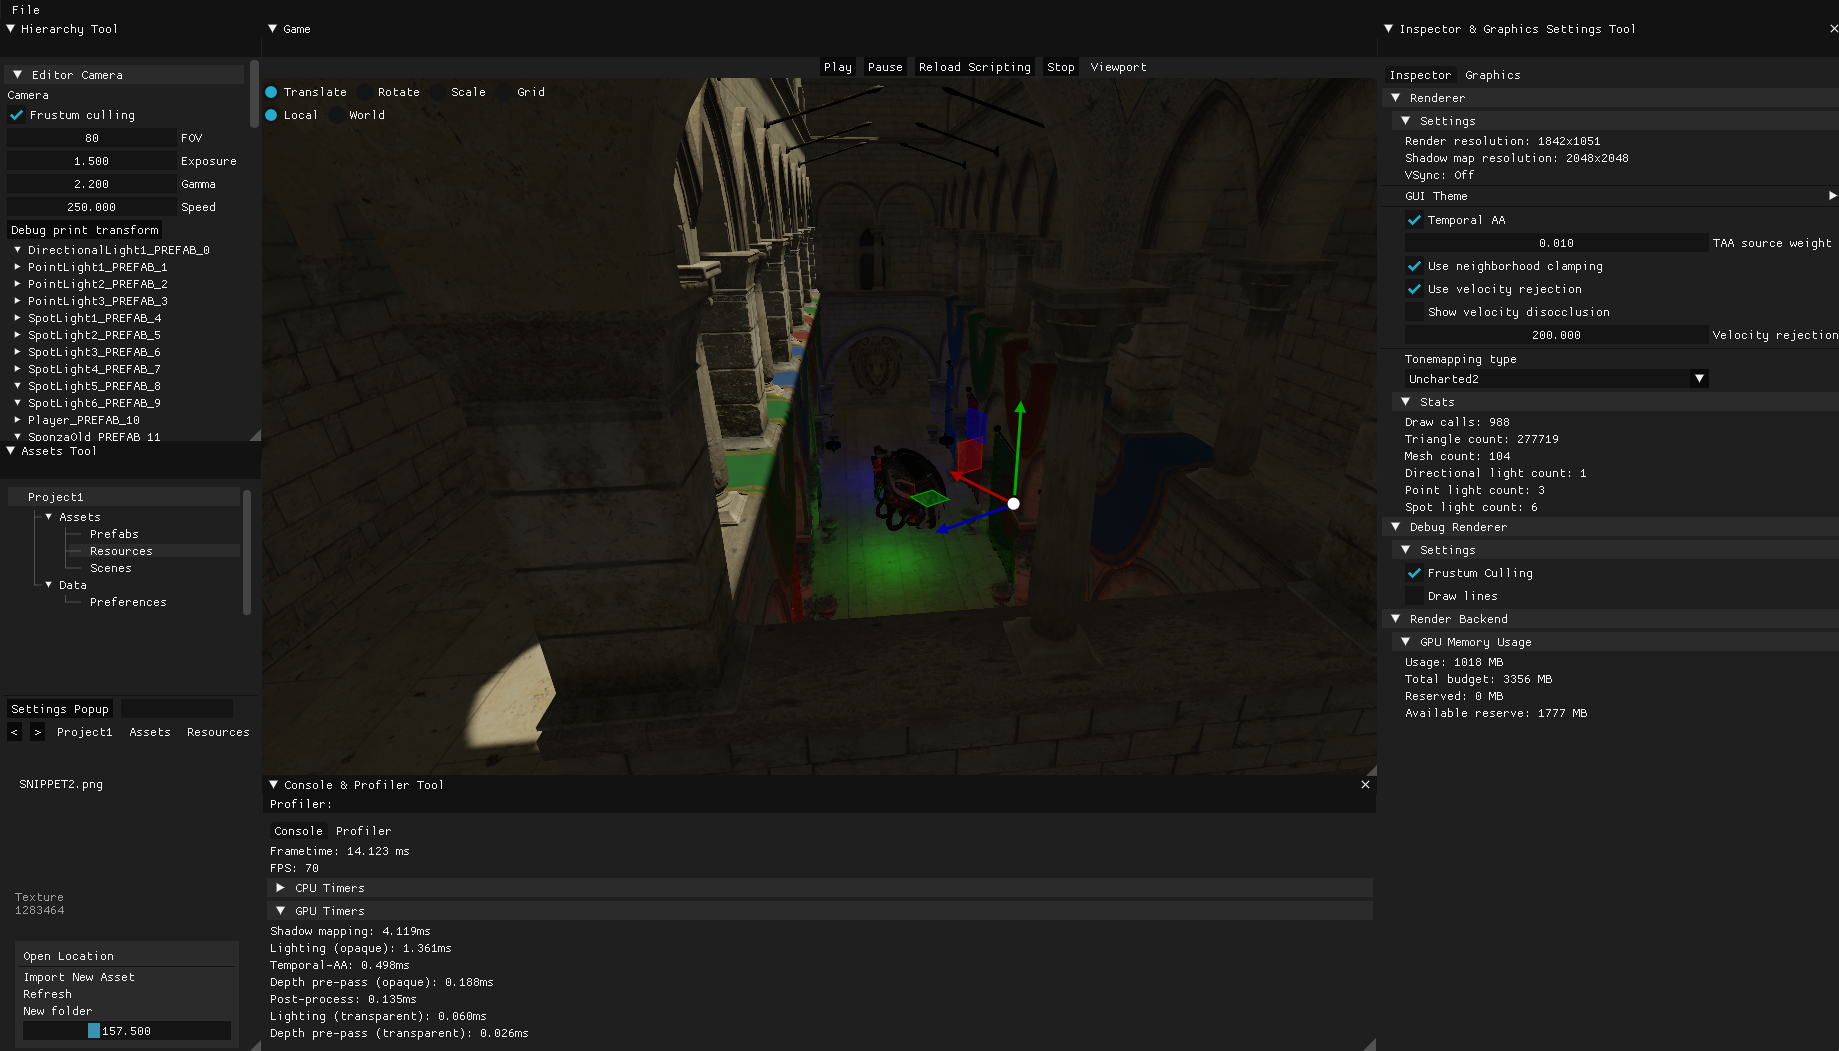 File
Hierarchy Tool
Editor Camera
Camera
Frustum culling
80 FOV
1.500 Exposure
2.200 Gamma
250.000 Speed
Debug print transform
DirectionalLight1_PREFAB_0
PointLight1_PREFAB_1
PointLight2_PREFAB_2
PointLight3_PREFAB_3
SpotLight1_PREFAB_4
SpotLight2_PREFAB_5
SpotLight3_PREFAB_6
SpotLight4_PREFAB_7
SpotLight5_PREFAB_8
SpotLight6_PREFAB_9
Player_PREFAB_10
SponzaOld_PREFAB_11
Assets Tool
Project1
Assets
Prefabs
Resources
Scenes
Data
Preferences
Settings Popup
< > Project1 Assets Resources
SNIPPET2.png
Texture
1283464
Open Location
Import New Asset
Refresh
New folder
157.500
Game
Play Pause Reload Scripting Stop Viewport
Translate Rotate Scale Grid
Local World
Console & Profiler Tool
Profiler:
Console Profiler
Frametime: 14.123 ms
FPS: 70
CPU Timers
GPU Timers
Shadow mapping: 4.119ms
Lighting (opaque): 1.361ms
Temporal-AA: 0.498ms
Depth pre-pass (opaque): 0.188ms
Post-process: 0.135ms
Lighting (transparent): 0.060ms
Depth pre-pass (transparent): 0.026ms
Inspector & Graphics Settings Tool
Inspector Graphics
Renderer
Settings
Render resolution: 1842x1051
Shadow map resolution: 2048x2048
VSync: Off
GUI Theme
Temporal AA
0.010 TAA source weight
Use neighborhood clamping
Use velocity rejection
Show velocity disocclusion
200.000 Velocity rejection
Tonemapping type
Uncharted2
Stats
Draw calls: 988
Triangle count: 277719
Mesh count: 104
Directional light count: 1
Point light count: 3
Spot light count: 6
Debug Renderer
Settings
Frustum Culling
Draw lines
Render Backend
GPU Memory Usage
Usage: 1018 MB
Total budget: 3356 MB
Reserved: 0 MB
Available reserve: 1777 MB